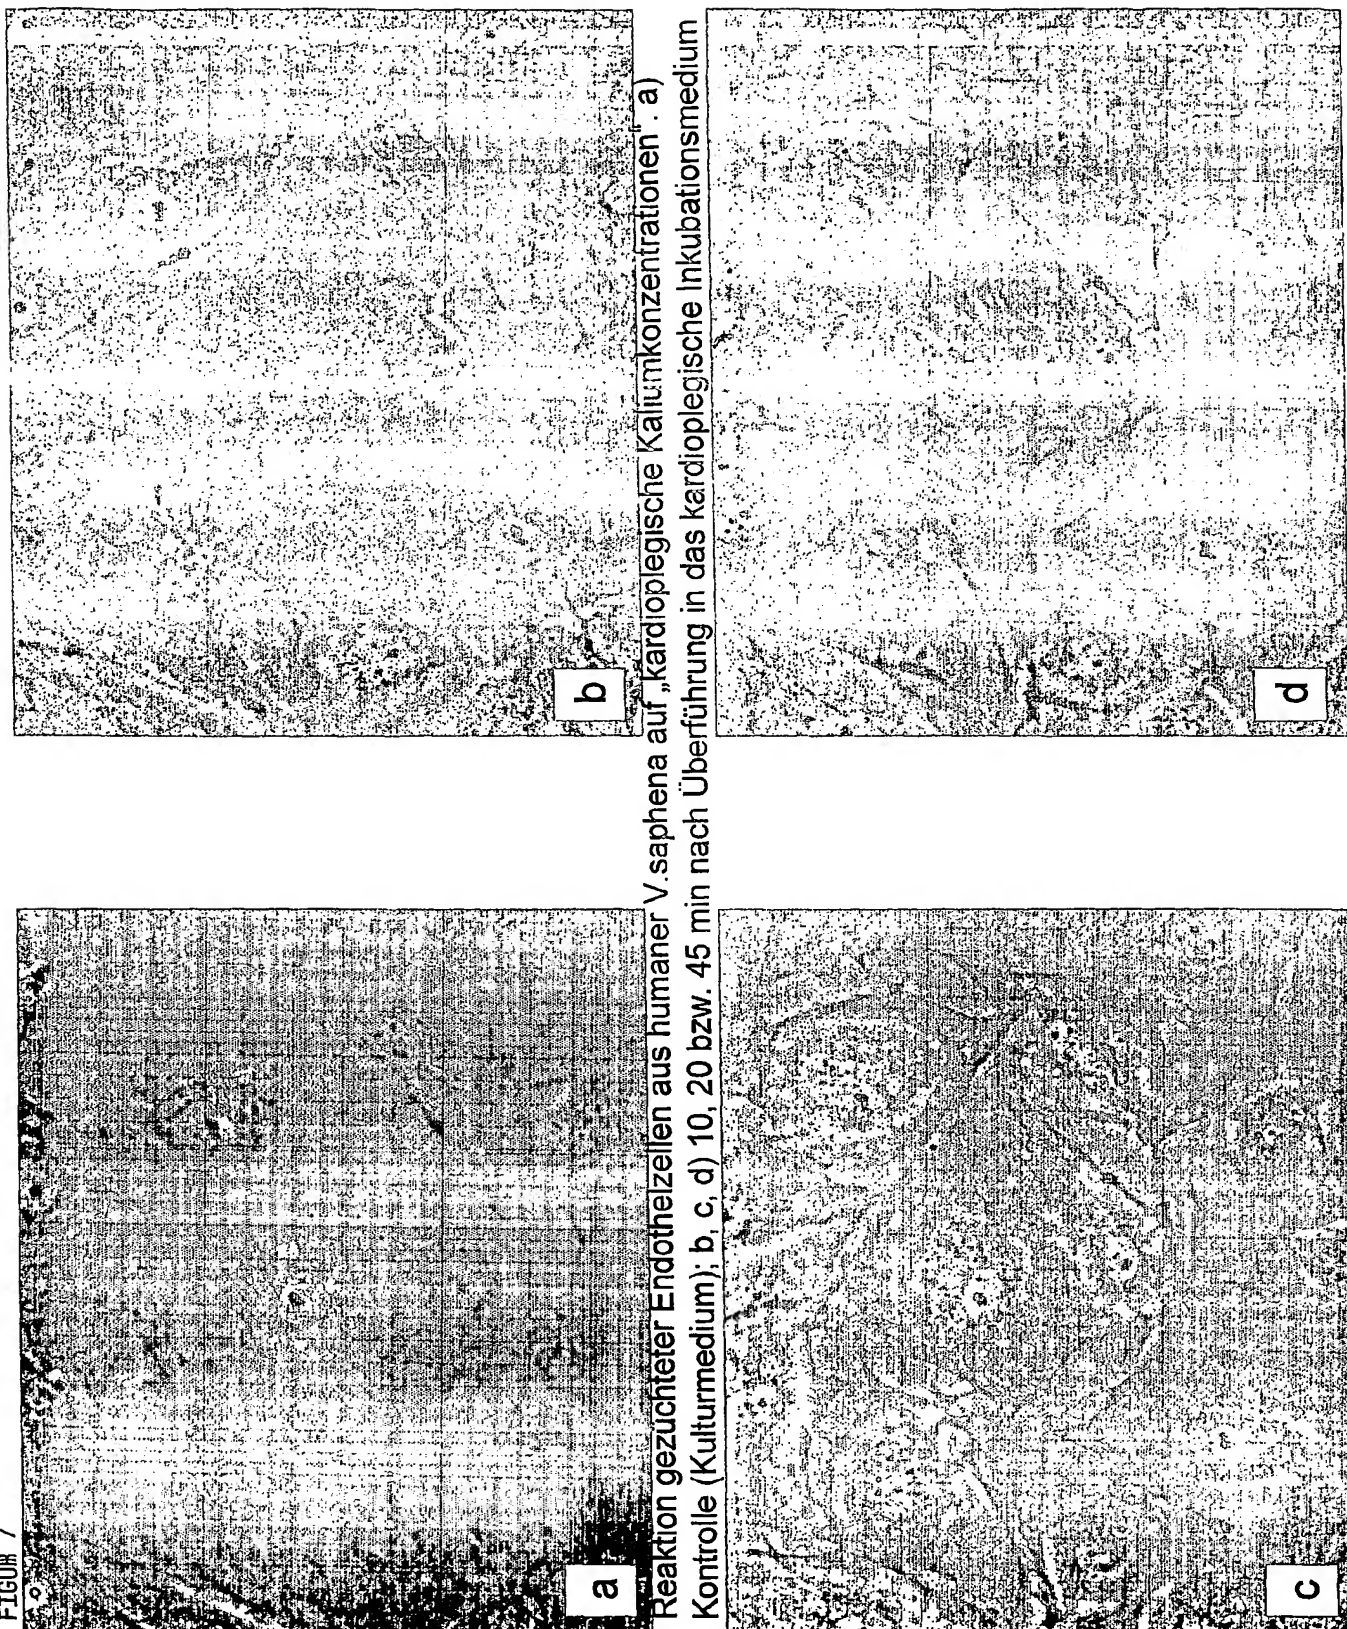 FIGUR 7
a
b
Reaktion gezüchteter Endothelzellen aus humaner V.saphena auf „kardioplegische Kaliumkonzentrationen“. a)
Kontrolle (Kulturmedium); b, c, d) 10, 20 bzw. 45 min nach Überführung in das kardioplegische Inkubationsmedium
c
d